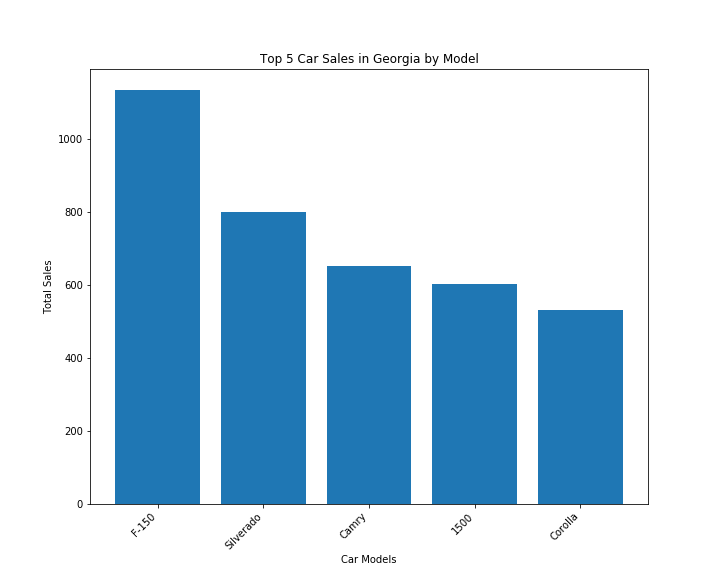 Top 5 Car Sales in Georgia by Model
1000
800
600
400
200
0
Total Sales
F-150
Silverado
Camry
1500
Corolla
Car Models